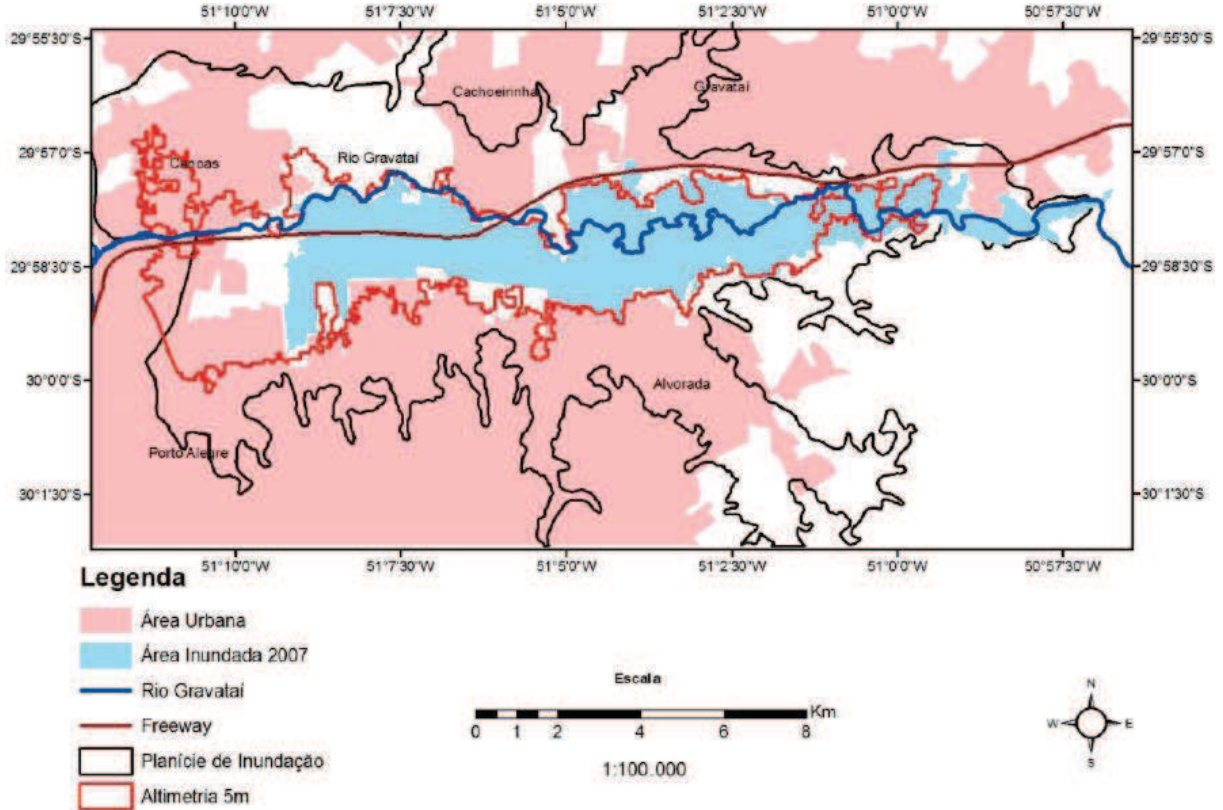 51°10'0"W 51°7'30"W 51°5'0"W 51°2'30"W 51°0'0"W 50°57'30"W
29°55'30"S 29°55'30"S
Cachoeirinha Gravataí
29°57'0"S 29°57'0"S
Canoas Rio Gravataí
29°58'30"S 29°58'30"S
30°0'0"S Alvorada 30°0'0"S
Porto Alegre
30°1'30"S 30°1'30"S
51°10'0"W 51°7'30"W 51°5'0"W 51°2'30"W 51°0'0"W 50°57'30"W
Legenda
Área Urbana
Área Inundada 2007
Rio Gravataí
Freeway
Planície de Inundação
Altimetria 5m
Escala
Km
0 1 2 4 6 8
1:100.000
N
W E
S